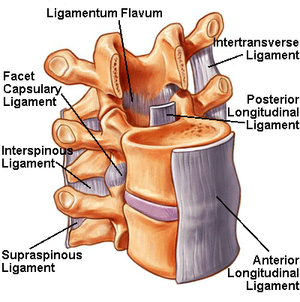 Ligamentum Flavum
Intertransverse
Ligament
Facet
Capsulary
Ligament
Posterior
Longitudinal
Ligament
Interspinous
Ligament
Supraspinous
Ligament
Anterior
Longitudinal
Ligament